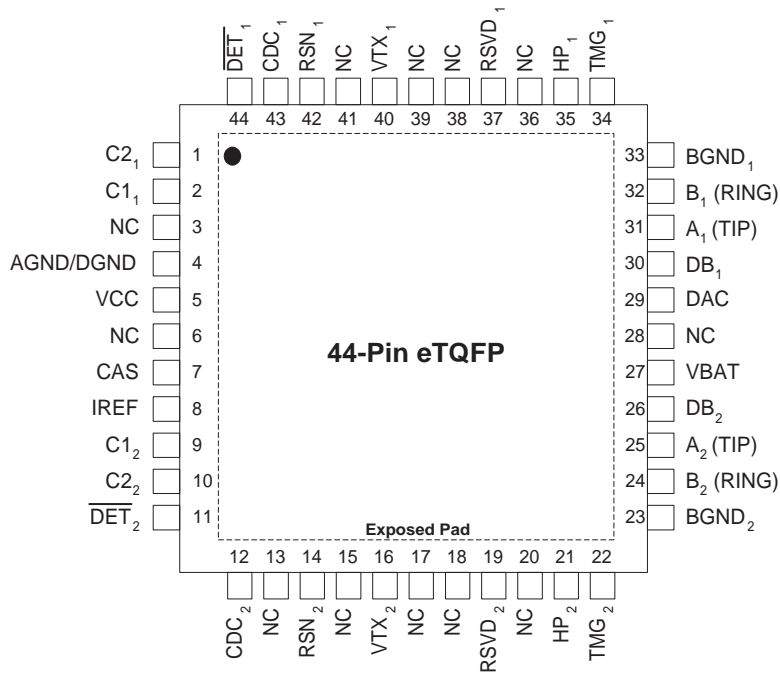 D̅E̅T̅₁
CDC₁
RSN₁
NC
VTX₁
NC
NC
RSVD₁
NC
HP₁
TMG₁
44 43 42 41 40 39 38 37 36 35 34
C2₁ 1
C1₁ 2
NC 3
AGND/DGND 4
VCC 5
NC 6
CAS 7
IREF 8
C1₂ 9
C2₂ 10
D̅E̅T̅₂ 11
44-Pin eTQFP
33 BGND₁
32 B₁ (RING)
31 A₁ (TIP)
30 DB₁
29 DAC
28 NC
27 VBAT
26 DB₂
25 A₂ (TIP)
24 B₂ (RING)
23 BGND₂
Exposed Pad
12 13 14 15 16 17 18 19 20 21 22
CDC₂
NC
RSN₂
NC
VTX₂
NC
NC
RSVD₂
NC
HP₂
TMG₂